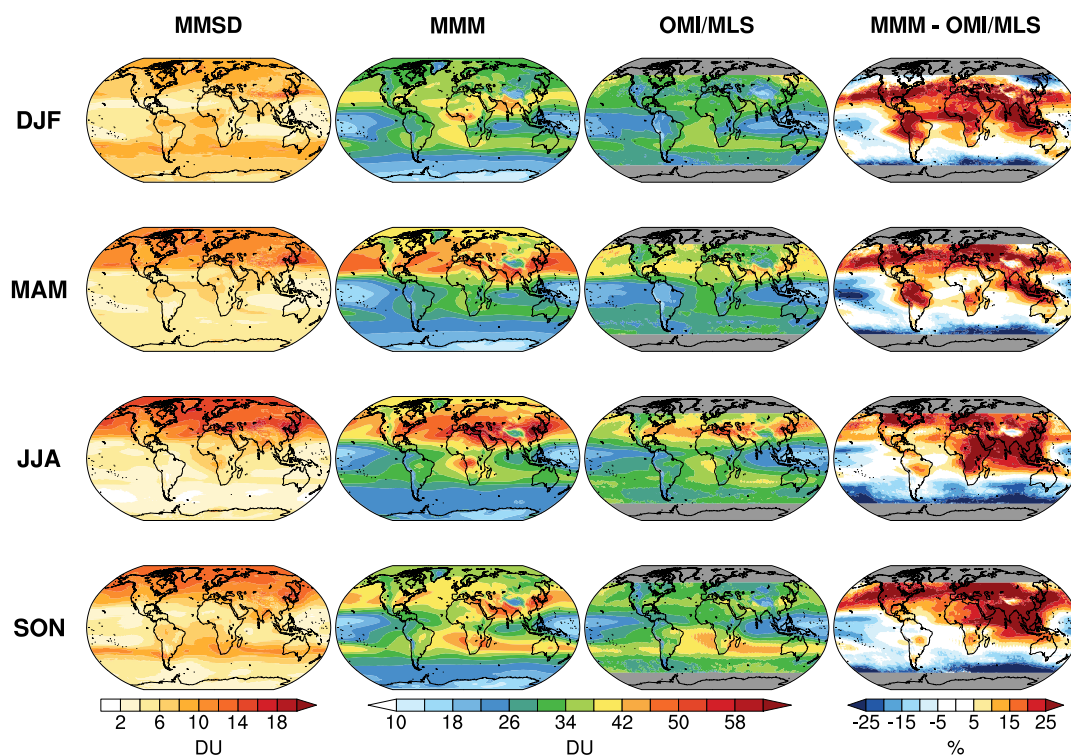 MMSD MMM OMI/MLS MMM - OMI/MLS
DJF
MAM
JJA
SON
2 6 10 14 18 10 18 26 34 42 50 58 -25 -15 -5 5 15 25
DU DU %